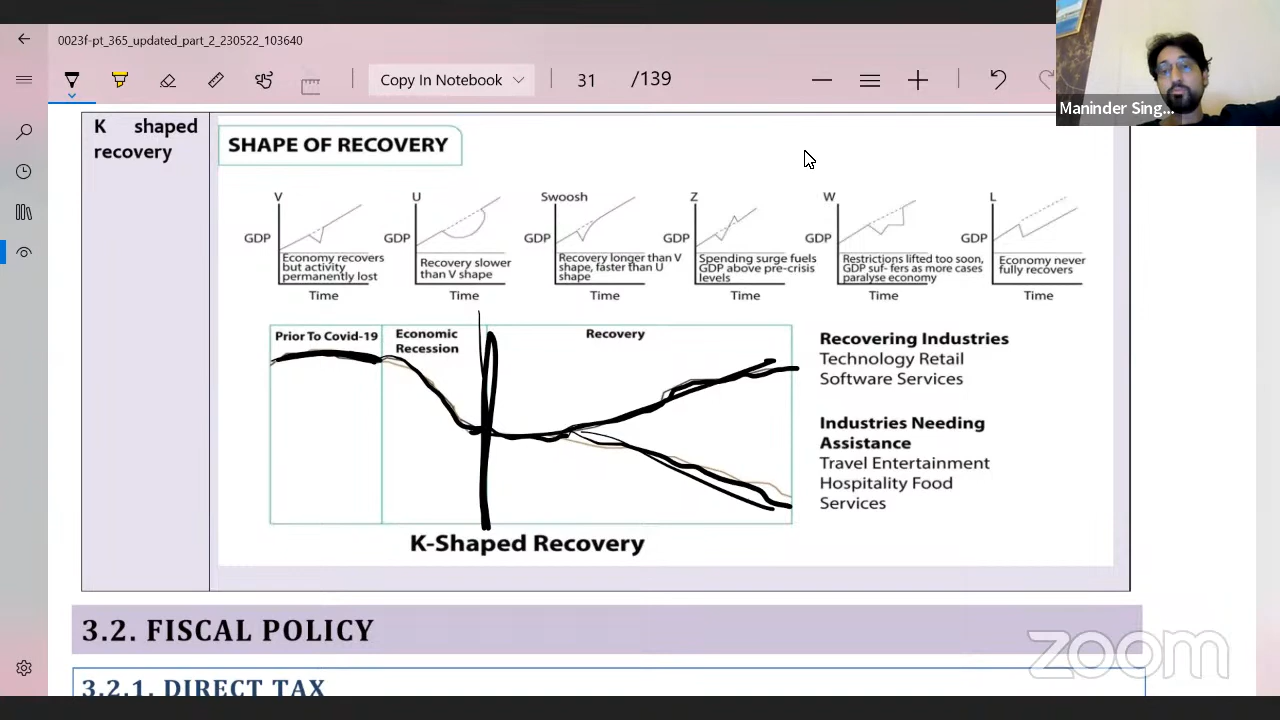 0023f-pt_365_updated_part_2_230522_103640
Copy In Notebook
31
/139
Maninder Sing...
K shaped
recovery
SHAPE OF RECOVERY
V
GDP
Economy recovers
but activity
permanently lost
Time
U
GDP
Recovery slower
than V shape
Time
Swoosh
GDP
Recovery longer than V
shape, faster than U
shape
Time
Z
GDP
Spending surge fuels
GDP above pre-crisis
levels
Time
W
GDP
Restrictions lifted too soon,
GDP suf- fers as more cases
paralyse economy
Time
L
GDP
Economy never
fully recovers
Time
Prior To Covid-19
Economic
Recession
Recovery
K-Shaped Recovery
Recovering Industries
Technology Retail
Software Services
Industries Needing
Assistance
Travel Entertainment
Hospitality Food
Services
3.2. FISCAL POLICY
3.2.1. DIRECT TAX
zoom